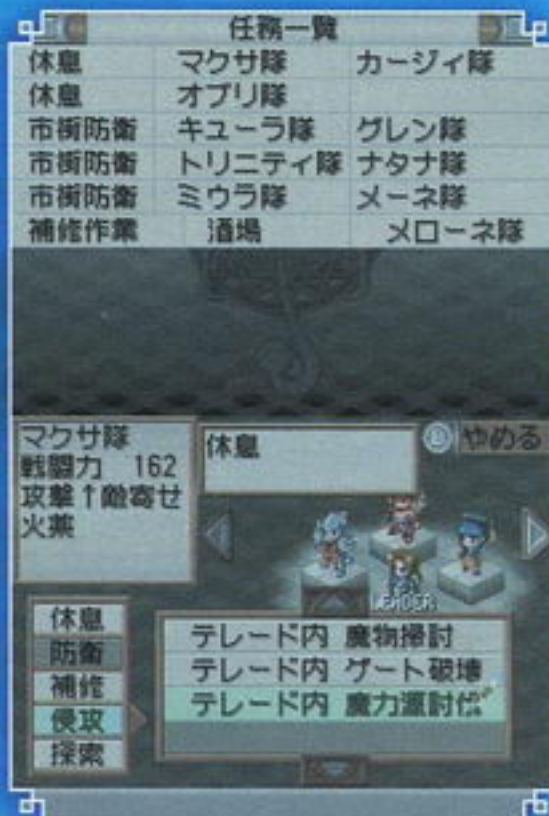 任務一覧
休息 マクサ隊 カージィ隊
休息 オブリ隊
市街防衛 キューラ隊 グレン隊
市街防衛 トリニティ隊 ナタナ隊
市街防衛 ミウラ隊 メーネ隊
補修作業 酒場 メローネ隊
マクサ隊
戦闘力 162
攻撃↑敵寄せ
火薬
休息
やめる
LEADER
休息
防衛
補修
侵攻
探索
テレード内 魔物掃討
テレード内 ゲート破壊
テレード内 魔力源討伐